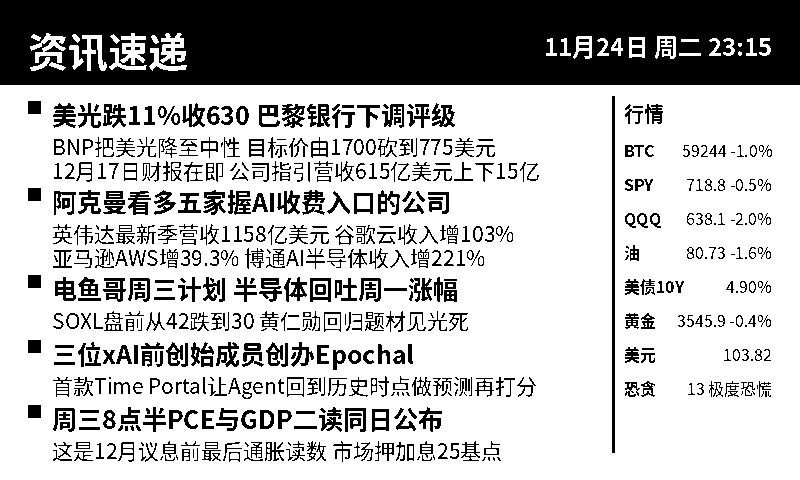 资讯速递
11月24日 周二 23:15
美光跌11%收630 巴黎银行下调评级
BNP把美光降至中性 目标价由1700砍到775美元
12月17日财报在即 公司指引营收615亿美元上下15亿
阿克曼看多五家握AI收费入口的公司
英伟达最新季营收1158亿美元 谷歌云收入增103%
亚马逊AWS增39.3% 博通AI半导体收入增221%
电鱼哥周三计划 半导体回吐周一涨幅
SOXL盘前从42跌到30 黄仁勋回归题材见光死
三位xAI前创始成员创办Epochal
首款Time Portal让Agent回到历史时点做预测再打分
周三8点半PCE与GDP二读同日公布
这是12月议息前最后通胀读数 市场押加息25基点
行情
BTC 59244 -1.0%
SPY 718.8 -0.5%
QQQ 638.1 -2.0%
油 80.73 -1.6%
美债10Y 4.90%
黄金 3545.9 -0.4%
美元 103.82
恐贪 13 极度恐慌